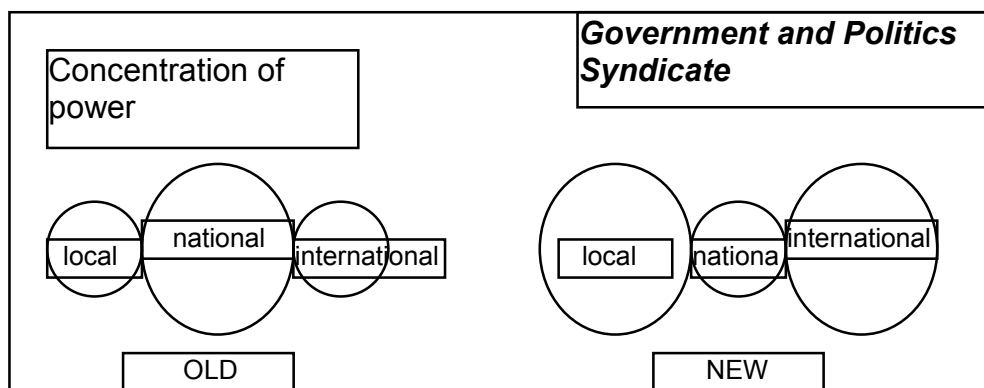 Government and Politics
Syndicate
Concentration of
power
local
national
international
local
nationa
international
OLD
NEW